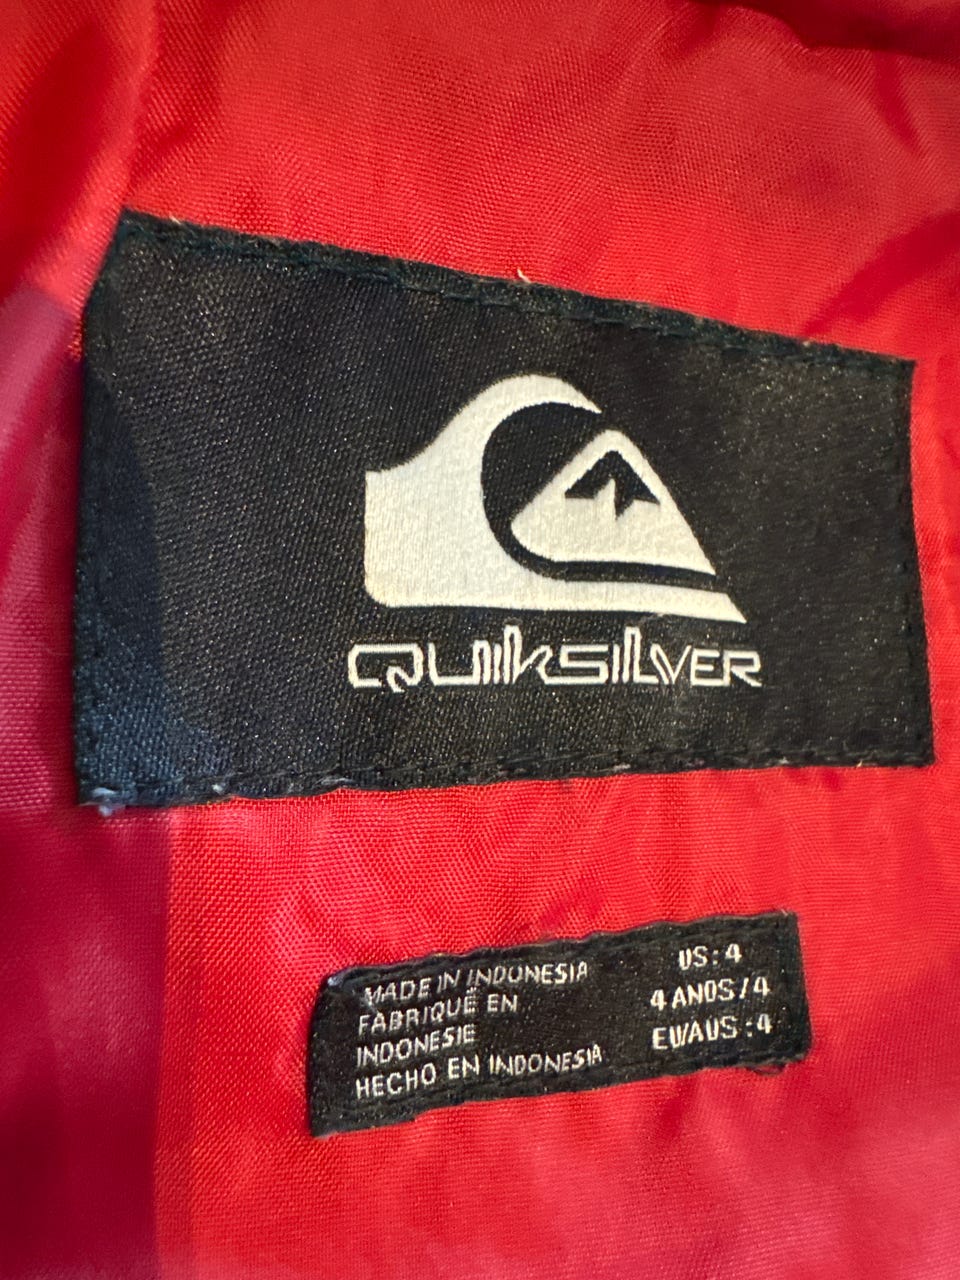 QUIKSILVER
MADE IN INDONESIA
FABRIQUÉ EN
INDONESIE
HECHO EN INDONESIA
US: 4
4 ANOS/4
EU/AUS :4